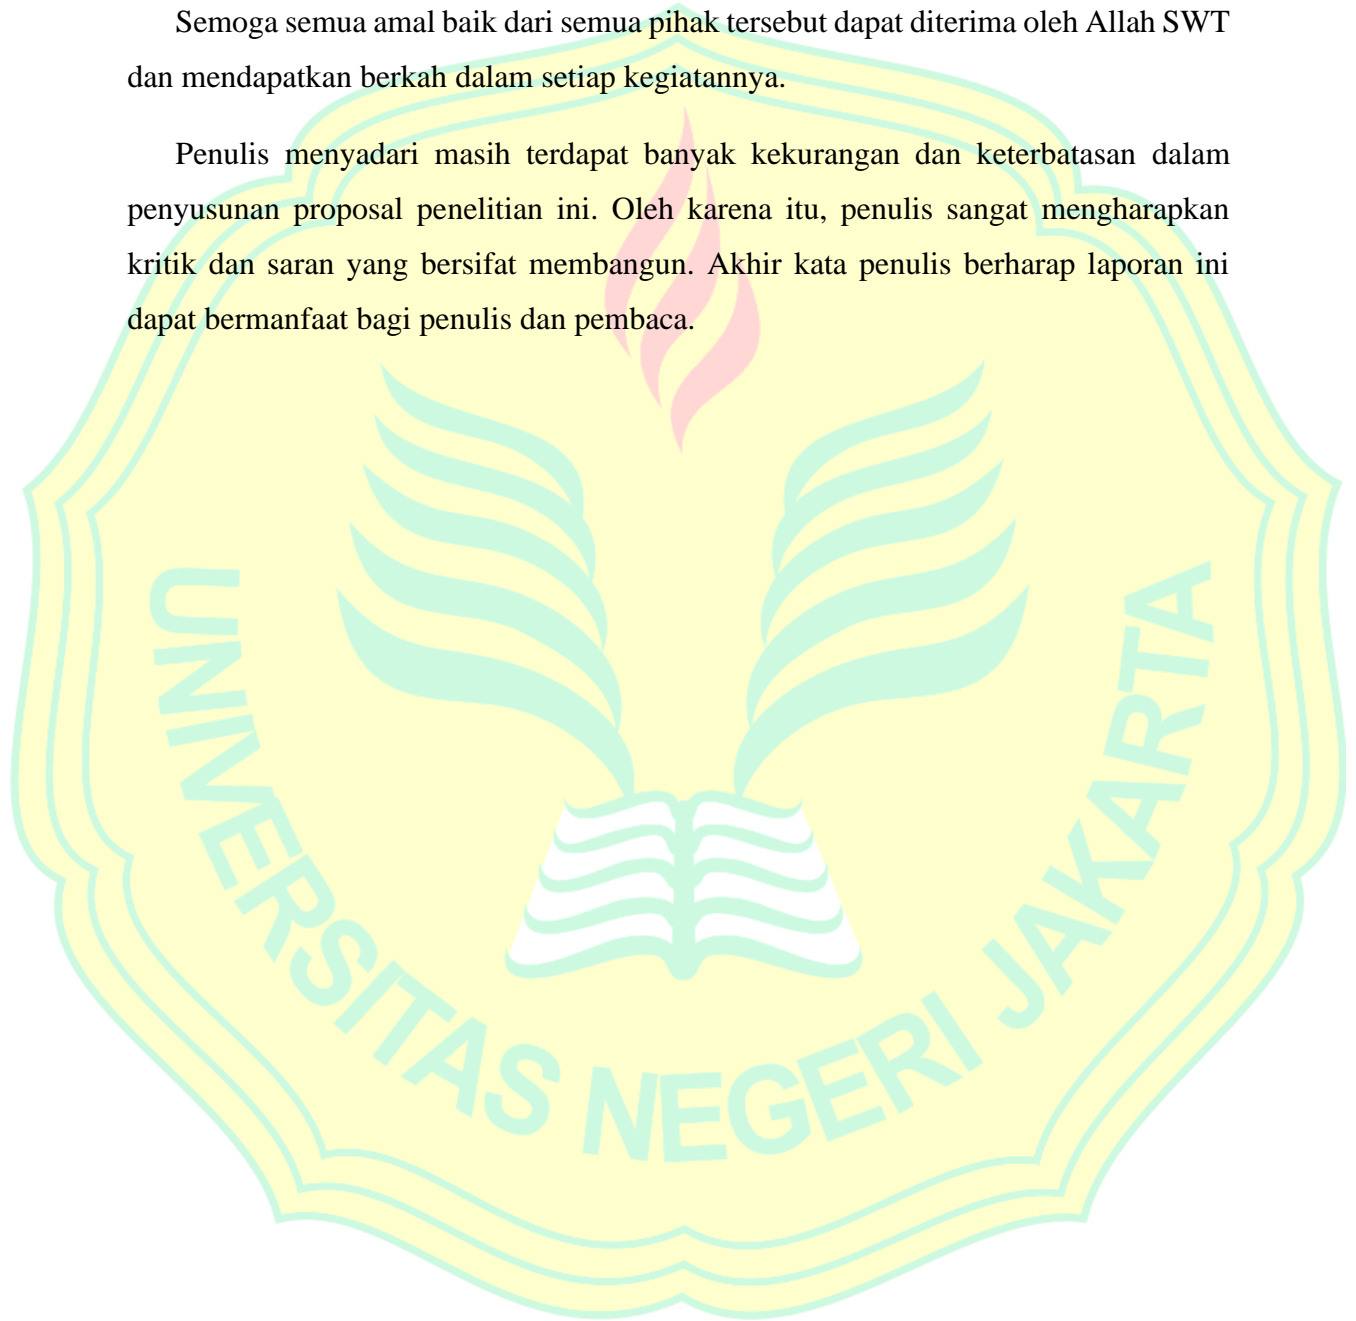 Semoga semua amal baik dari semua pihak tersebut dapat diterima oleh Allah SWT
dan mendapatkan berkah dalam setiap kegiatannya.
Penulis menyadari masih terdapat banyak kekurangan dan keterbatasan dalam
penyusunan proposal penelitian ini. Oleh karena itu, penulis sangat mengharapkan
kritik dan saran yang bersifat membangun. Akhir kata penulis berharap laporan ini
dapat bermanfaat bagi penulis dan pembaca.
UNIVERSITAS NEGERI JAKARTA